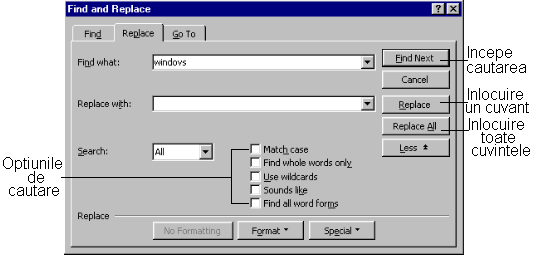 Find and Replace
Find
Replace
Go To
Find what:
windovs
Find Next
Incepe
cautarea
Cancel
Replace with:
Replace
Inlocuire
un cuvant
Replace All
Inlocuire
toate
cuvintele
Search:
All
Less
Match case
Find whole words only
Use wildcards
Sounds like
Find all word forms
Optiunile
de
cautare
Replace
No Formatting
Format
Special